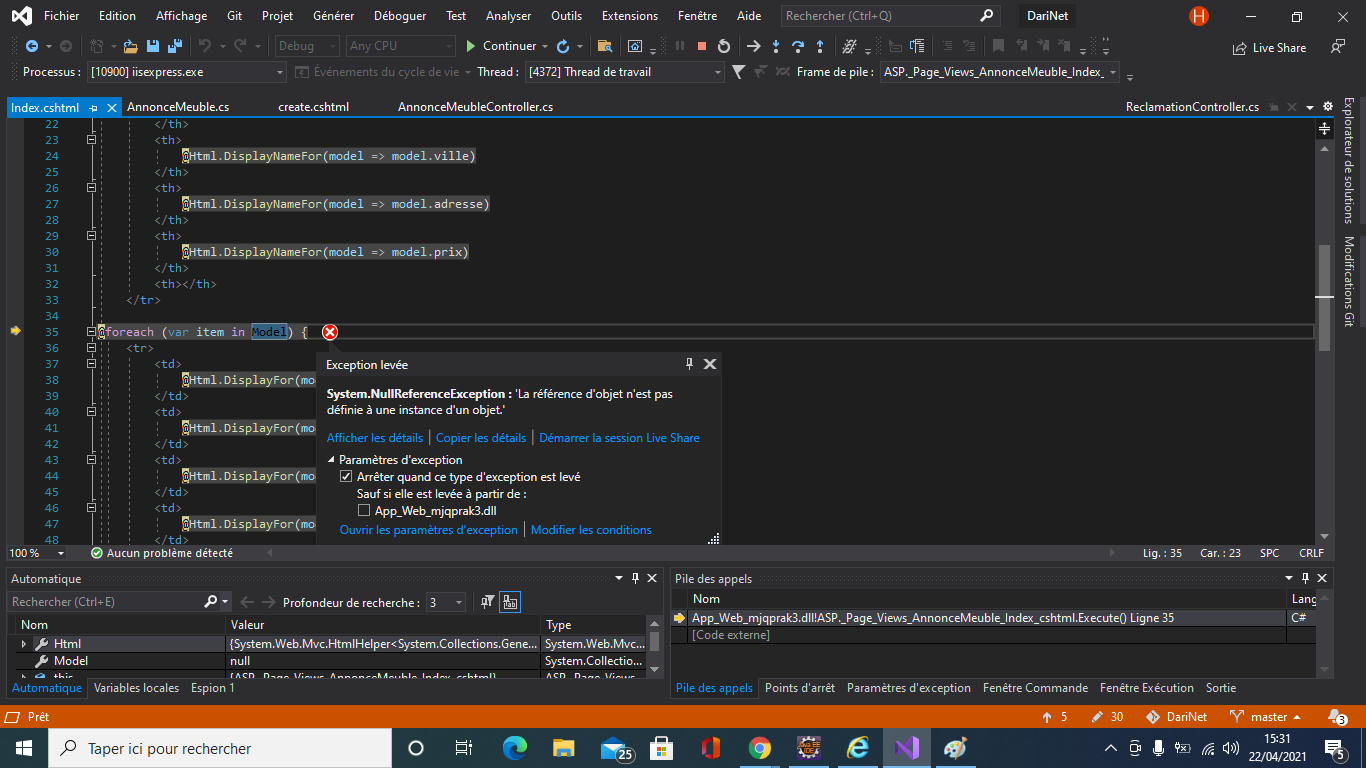 Fichier Edition Affichage Git Projet Générer Déboguer Test Analyser Outils Extensions Fenêtre Aide Rechercher (Ctrl+Q) DariNet H
Debug Any CPU Continuer Live Share
Processus : [10900] iisexpress.exe Événements du cycle de vie Thread : [4372] Thread de travail Frame de pile : ASP._Page_Views_AnnonceMeuble_Index_
Index.cshtml AnnonceMeuble.cs create.cshtml AnnonceMeubleController.cs ReclamationController.cs
Explorateur de solutions
Modifications Git
22 </th>
23 <th>
24 @Html.DisplayNameFor(model => model.ville)
25 </th>
26 <th>
27 @Html.DisplayNameFor(model => model.adresse)
28 </th>
29 <th>
30 @Html.DisplayNameFor(model => model.prix)
31 </th>
32 <th></th>
33 </tr>
34
35 @foreach (var item in Model) {
36 <tr>
37 <td>
38 @Html.DisplayFor(mo
39 </td>
40 <td>
41 @Html.DisplayFor(mo
42 </td>
43 <td>
44 @Html.DisplayFor(mo
45 </td>
46 <td>
47 @Html.DisplayFor(mo
48 </td>
Exception levée
System.NullReferenceException : 'La référence d'objet n'est pas
définie à une instance d'un objet.'
Afficher les détails Copier les détails Démarrer la session Live Share
Paramètres d'exception
Arrêter quand ce type d'exception est levé
Sauf si elle est levée à partir de :
App_Web_mjqprak3.dll
Ouvrir les paramètres d'exception Modifier les conditions
100 % Aucun problème détecté Lig. : 35 Car. : 23 SPC CRLF
Automatique
Rechercher (Ctrl+E) Profondeur de recherche : 3
Nom Valeur Type
Html {System.Web.Mvc.HtmlHelper<System.Collections.Gene... System.Web.Mvc...
Model null System.Collectio...
this {ASP._Page_Views_AnnonceMeuble_Index_cshtml} ASP._Page_Views
Automatique Variables locales Espion 1
Pile des appels
Nom Lang
App_Web_mjqprak3.dll!ASP._Page_Views_AnnonceMeuble_Index_cshtml.Execute() Ligne 35 C#
[Code externe]
Pile des appels Points d'arrêt Paramètres d'exception Fenêtre Commande Fenêtre Exécution Sortie
Prêt 5 30 DariNet master 3
Taper ici pour rechercher 25 Java EE IDE 15:31
22/04/2021 5